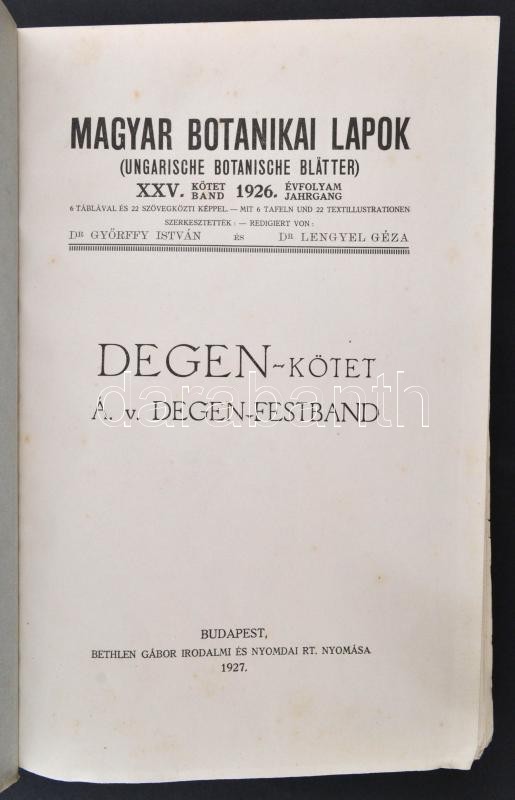 MAGYAR BOTANIKAI LAPOK
(UNGARISCHE BOTANISCHE BLÄTTER)
XXV. KÖTET BAND 1926. ÉVFOLYAM JAHRGANG
6 TÁBLÁVAL ÉS 22 SZÖVEGKÖZTI KÉPPEL. — MIT 6 TAFELN UND 22 TEXTILLUSTRATIONEN
SZERKESZTETTÉK: — REDIGIERT VON:
DR GYÖRFFY ISTVÁN ÉS DR LENGYEL GÉZA
DEGEN-KÖTET
darabanth
Á. v. DEGEN-FESTBAND
BUDAPEST,
BETHLEN GÁBOR IRODALMI ÉS NYOMDAI RT. NYOMÁSA
1927.